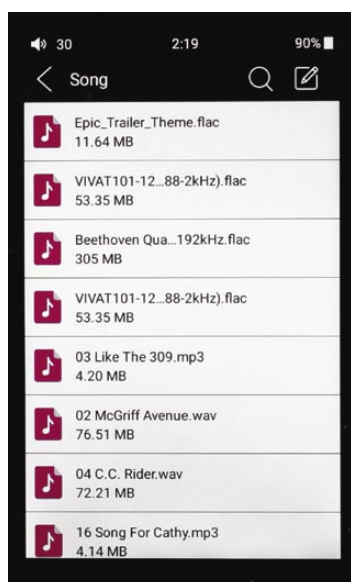 30
2:19
90%
Song
Epic_Trailer_Theme.flac
11.64 MB
VIVAT101-12...88-2kHz).flac
53.35 MB
Beethoven Qua...192kHz.flac
305 MB
VIVAT101-12...88-2kHz).flac
53.35 MB
03 Like The 309.mp3
4.20 MB
02 McGriff Avenue.wav
76.51 MB
04 C.C. Rider.wav
72.21 MB
16 Song For Cathy.mp3
4.14 MB